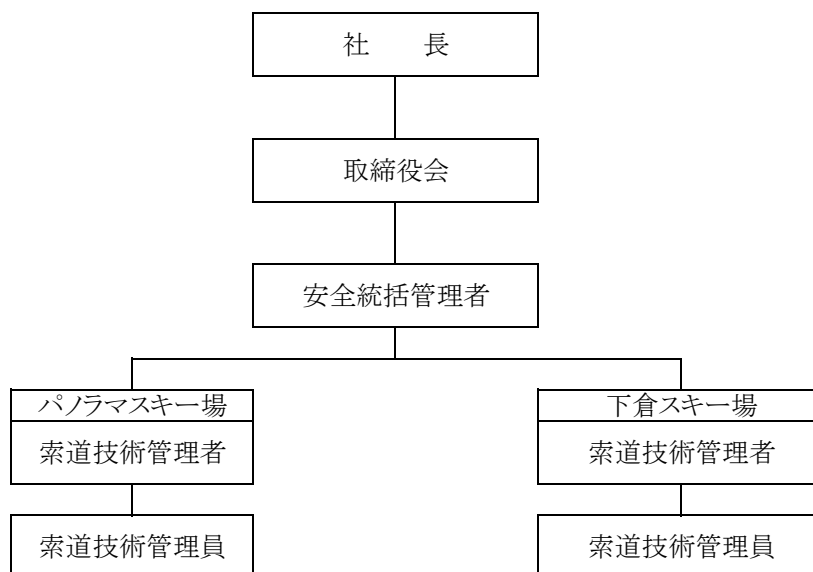 社　　長
取締役会
安全統括管理者
パノラマスキー場
索道技術管理者
索道技術管理員
下倉スキー場
索道技術管理者
索道技術管理員